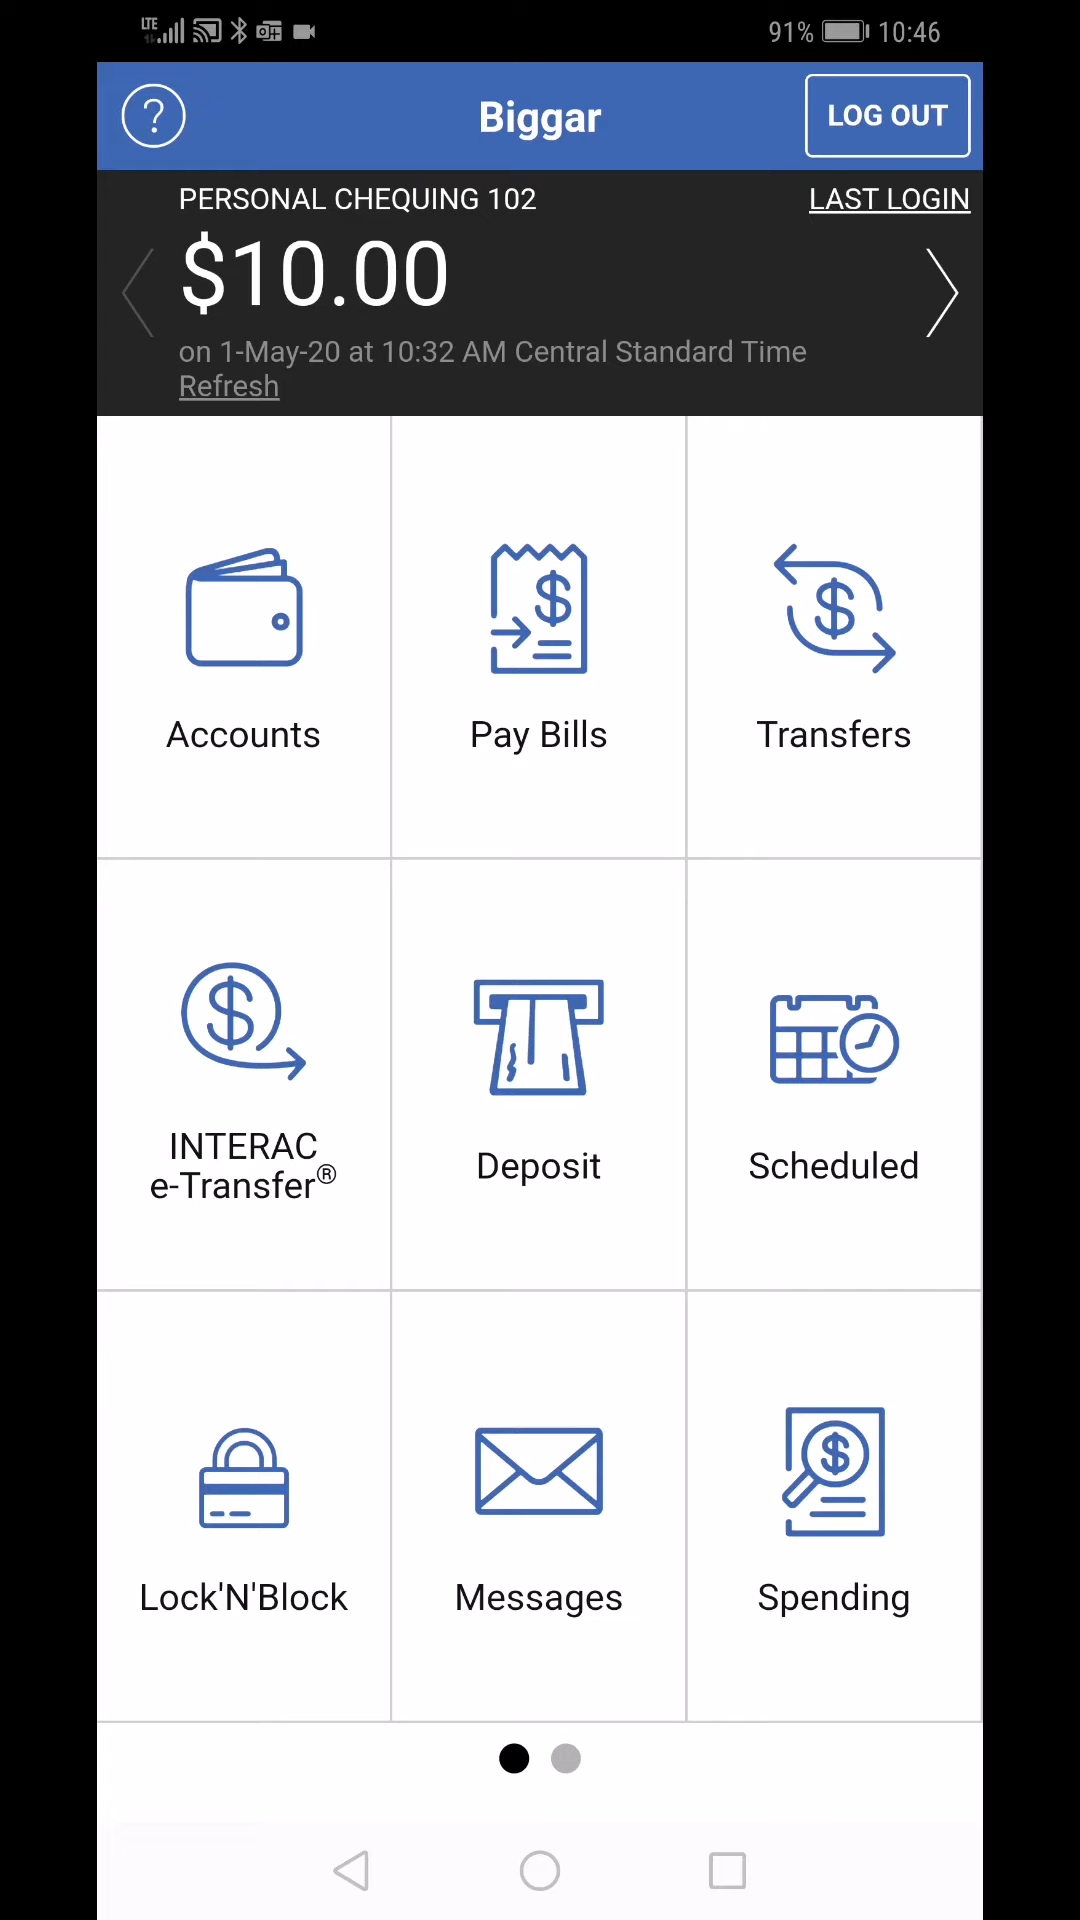 LTE 91% 10:46
? Biggar LOG OUT
PERSONAL CHEQUING 102 LAST LOGIN
$10.00
on 1-May-20 at 10:32 AM Central Standard Time
Refresh
Accounts Pay Bills Transfers
INTERAC
e-Transfer® Deposit Scheduled
Lock'N'Block Messages Spending